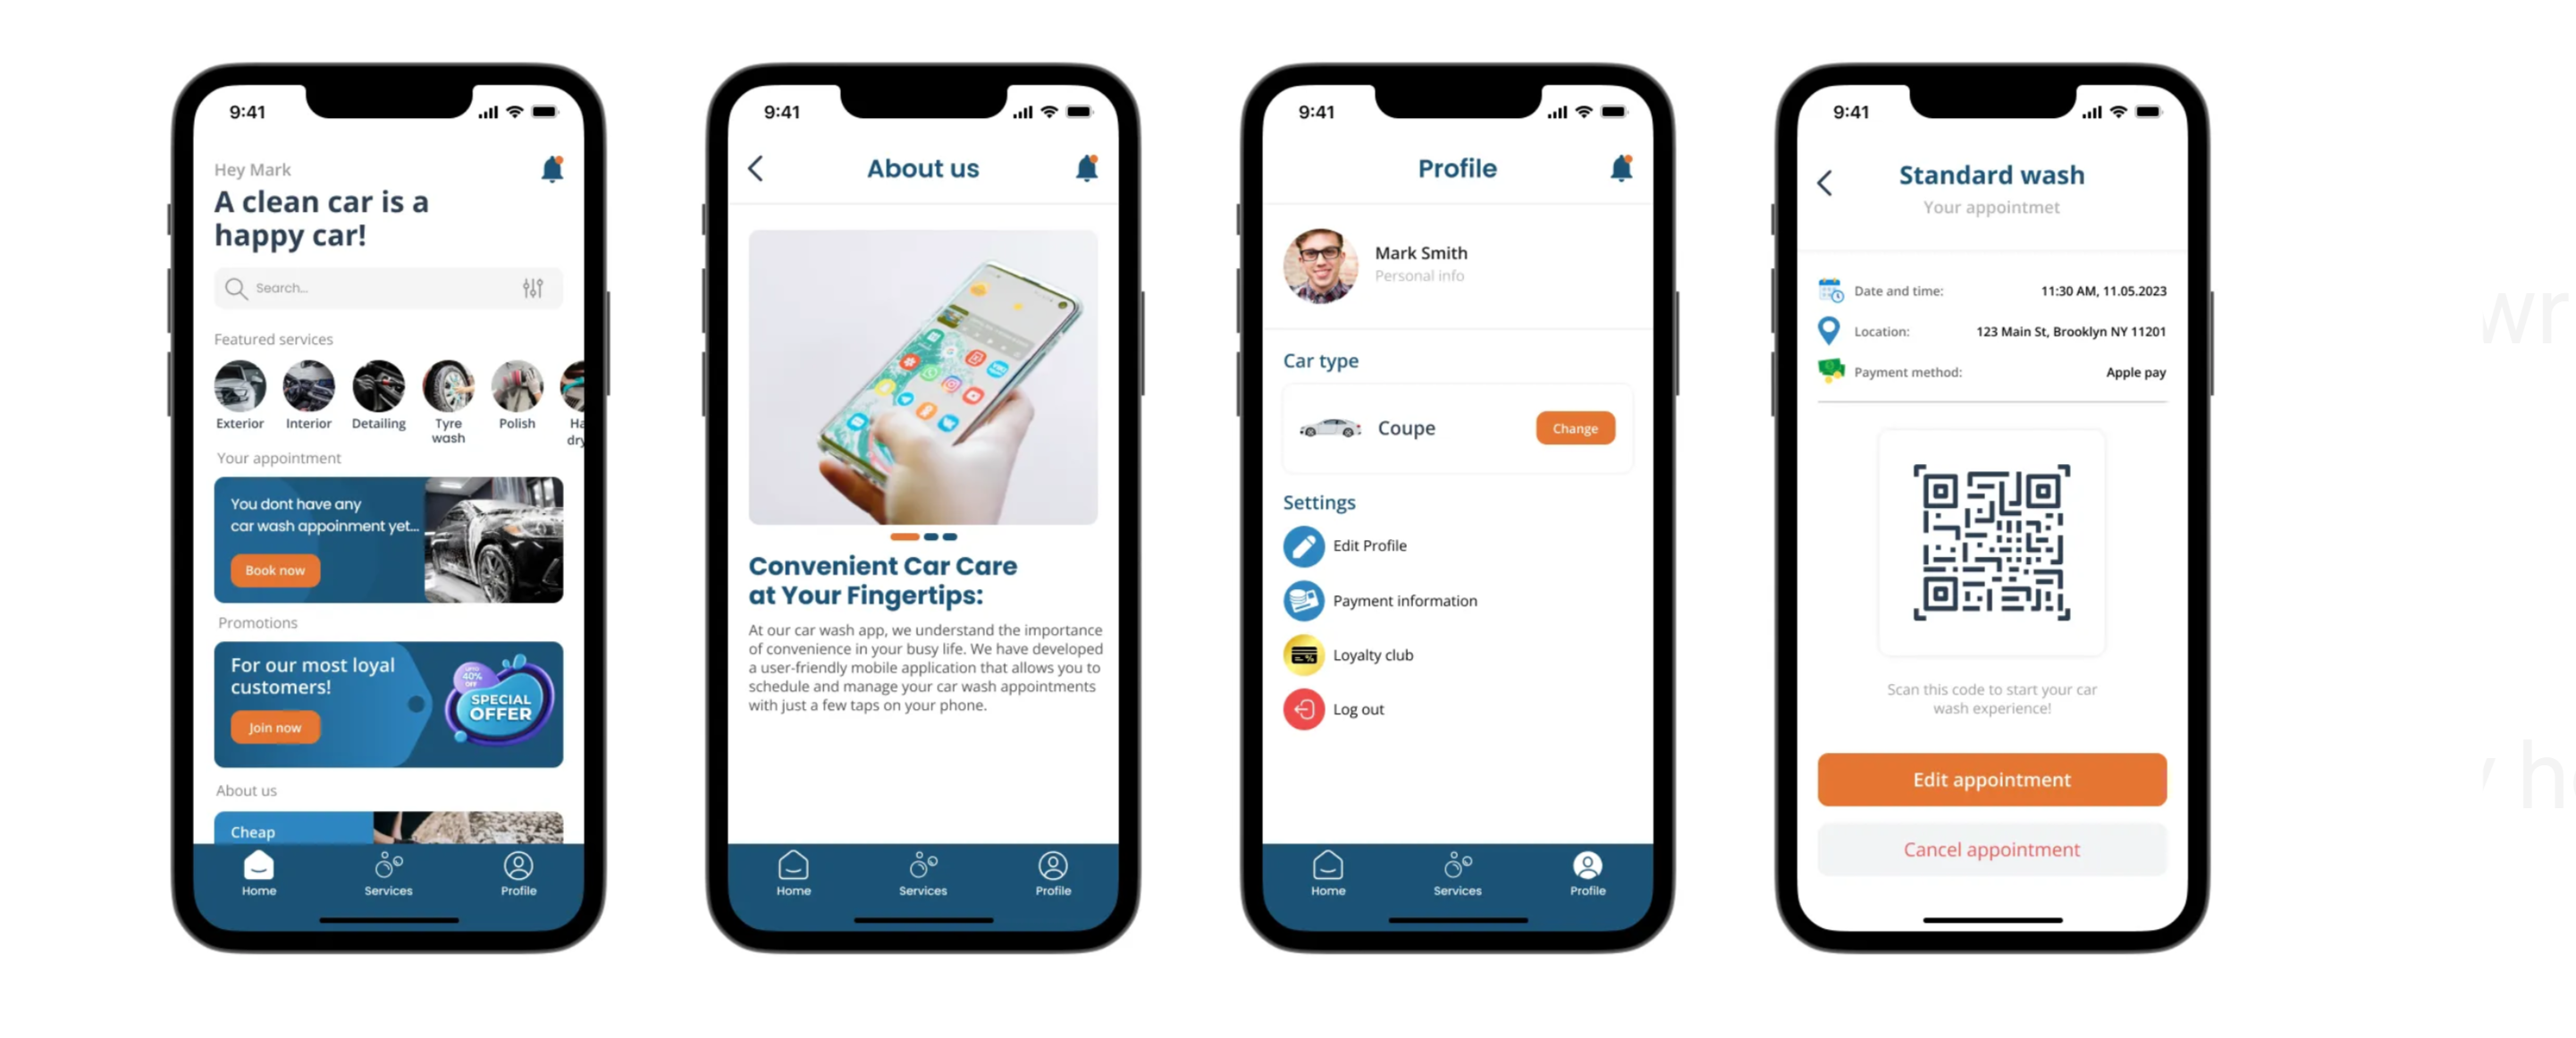 9:41
Hey Mark
A clean car is a
happy car!
Search...
Featured services
Exterior
Interior
Detailing
Tyre
wash
Polish
Ha
dry
Your appointment
You dont have any
car wash appoinment yet...
Book now
Promotions
For our most loyal
customers!
Join now
40%
OFF
SPECIAL
OFFER
About us
Cheap
Home
Services
Profile
9:41
About us
Convenient Car Care
at Your Fingertips:
At our car wash app, we understand the importance
of convenience in your busy life. We have developed
a user-friendly mobile application that allows you to
schedule and manage your car wash appointments
with just a few taps on your phone.
Home
Services
Profile
9:41
Profile
Mark Smith
Personal info
Car type
Coupe
Change
Settings
Edit Profile
Payment information
Loyalty club
Log out
Home
Services
Profile
9:41
Standard wash
Your appointmet
Date and time:
11:30 AM, 11.05.2023
Location:
123 Main St, Brooklyn NY 11201
Payment method:
Apple pay
Scan this code to start your car
wash experience!
Edit appointment
Cancel appointment